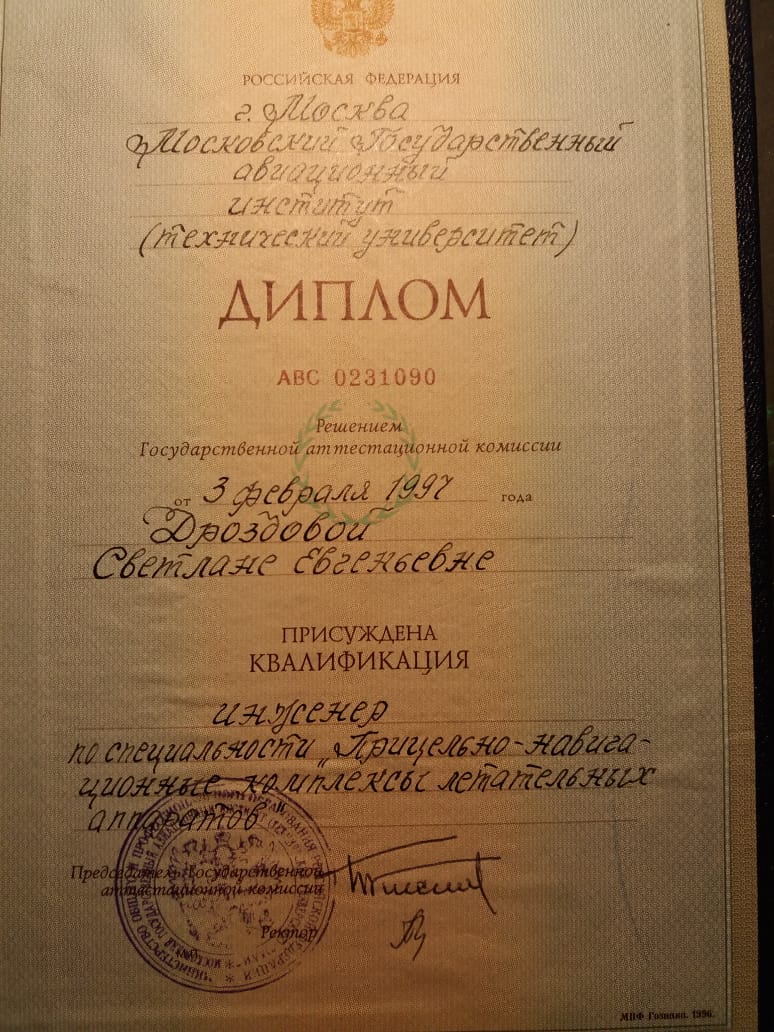 РОССИЙСКАЯ ФЕДЕРАЦИЯ
г. Москва
Московский Государственный
авиационный
институт
(технический университет)
ДИПЛОМ
АВС 0231090
Решением
Государственной аттестационной комиссии
от 3 февраля 1997 года
Дроздовой
Светлане Евгеньевне
ПРИСУЖДЕНА
КВАЛИФИКАЦИЯ
инженер
по специальности „Прицельно-навига-
ционные комплексы летательных
аппаратов"
Председатель Государственной
аттестационной комиссии
Ректор
МПФ Гознака. 1996.